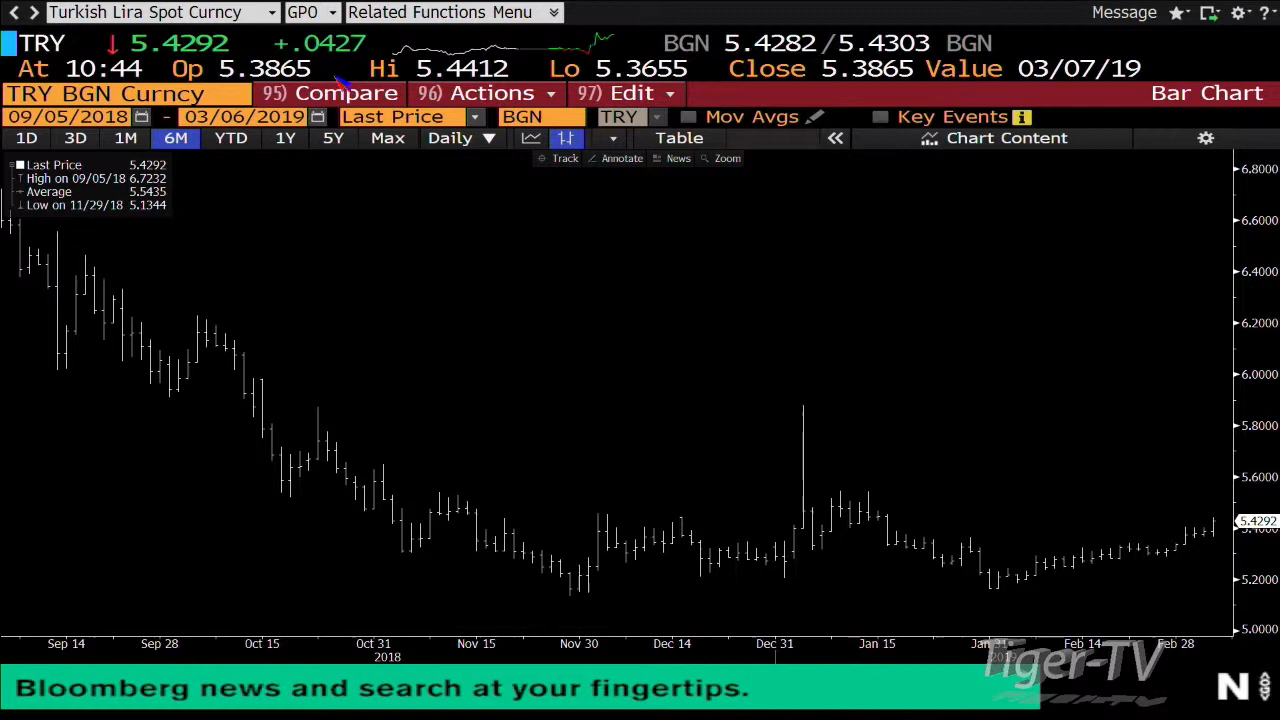 Turkish Lira Spot Curncy GPO Related Functions Menu Message ?
TRY 5.4292 +.0427 BGN 5.4282/5.4303 BGN
At 10:44 Op 5.3865 Hi 5.4412 Lo 5.3655 Close 5.3865 Value 03/07/19
TRY BGN Curncy 95) Compare 96) Actions 97) Edit Bar Chart
09/05/2018 - 03/06/2019 Last Price BGN TRY Mov Avgs Key Events i
1D 3D 1M 6M YTD 1Y 5Y Max Daily Table Chart Content
Track Annotate News Zoom
Last Price 5.4292
High on 09/05/18 6.7232
Average 5.5435
Low on 11/29/18 5.1344
6.8000
6.6000
6.4000
6.2000
6.0000
5.8000
5.6000
5.4292
5.2000
5.0000
Sep 14 Sep 28 Oct 15 Oct 31 Nov 15 Nov 30 Dec 14 Dec 31 Jan 15 Jan 31 Feb 14 Feb 28
2018 2019
Tiger-TV
Bloomberg news and search at your fingertips.
N